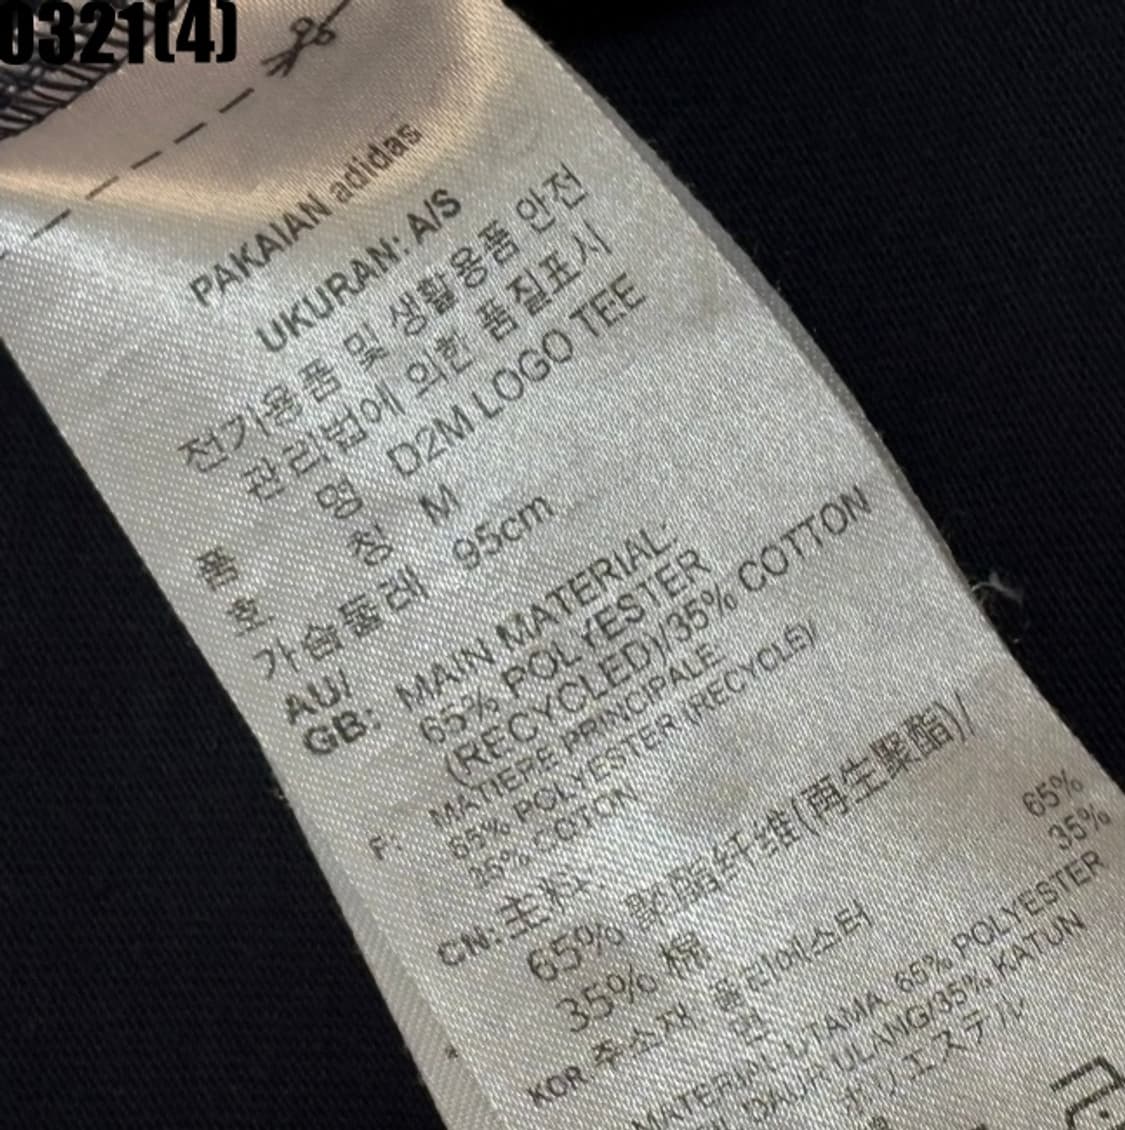 0321(4)
PAKAIAN adidas
UKURAN: A/S
전기용품 및 생활용품 안전
관리법에 의한 품질표시
품 명 D2M LOGO TEE
호 칭 M
가슴둘레 95cm
AU/
GB: MAIN MATERIAL:
65% POLYESTER
(RECYCLED)/35% COTTON
F: MATIERE PRINCIPALE
65% POLYESTER (RECYCLÉ)/
35% COTON
CN: 主料:
65% 聚酯纤维(再生聚酯)/
35% 棉
KOR 주소재 폴리에스터 65%
면 35%
MATERIAL UTAMA 65% POLYESTER
DAUR ULANG/35% KATUN
ポリエステル